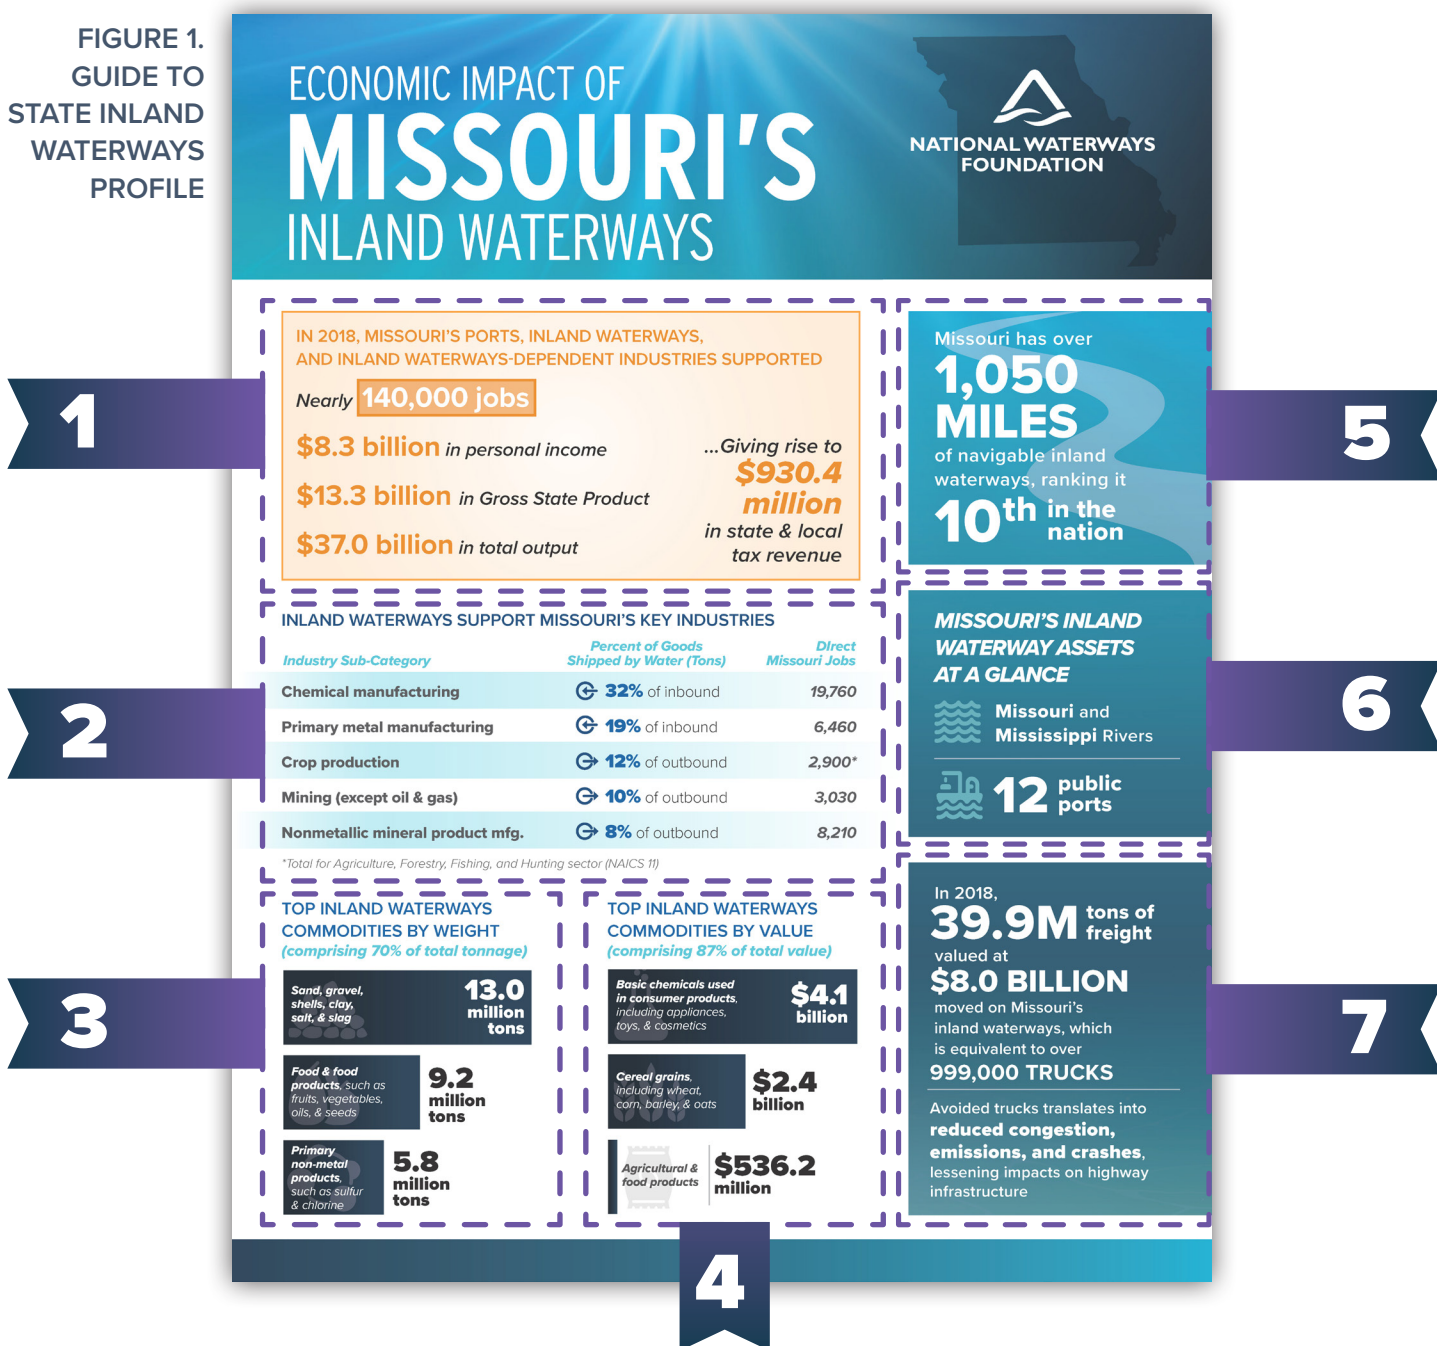 FIGURE 1.
GUIDE TO
STATE INLAND
WATERWAYS
PROFILE
ECONOMIC IMPACT OF
MISSOURI'S
INLAND WATERWAYS
NATIONAL WATERWAYS
FOUNDATION
1
IN 2018, MISSOURI'S PORTS, INLAND WATERWAYS,
AND INLAND WATERWAYS-DEPENDENT INDUSTRIES SUPPORTED
Nearly 140,000 jobs
$8.3 billion in personal income
$13.3 billion in Gross State Product
$37.0 billion in total output
...Giving rise to
$930.4
million
in state & local
tax revenue
2
INLAND WATERWAYS SUPPORT MISSOURI'S KEY INDUSTRIES
Industry Sub-Category
Percent of Goods
Shipped by Water (Tons)
DIrect
Missouri Jobs
Chemical manufacturing 32% of inbound 19,760
Primary metal manufacturing 19% of inbound 6,460
Crop production 12% of outbound 2,900*
Mining (except oil & gas) 10% of outbound 3,030
Nonmetallic mineral product mfg. 8% of outbound 8,210
*Total for Agriculture, Forestry, Fishing, and Hunting sector (NAICS 11)
3
TOP INLAND WATERWAYS
COMMODITIES BY WEIGHT
(comprising 70% of total tonnage)
Sand, gravel,
shells, clay,
salt, & slag
13.0
million
tons
Food & food
products, such as
fruits, vegetables,
oils, & seeds
9.2
million
tons
Primary
non-metal
products,
such as sulfur
& chlorine
5.8
million
tons
TOP INLAND WATERWAYS
COMMODITIES BY VALUE
(comprising 87% of total value)
Basic chemicals used
in consumer products,
including appliances,
toys, & cosmetics
$4.1
billion
Cereal grains,
including wheat,
corn, barley, & oats
$2.4
billion
Agricultural &
food products
$536.2
million
4
Missouri has over
1,050
MILES
of navigable inland
waterways, ranking it
10th in the
nation
5
MISSOURI'S INLAND
WATERWAY ASSETS
AT A GLANCE
Missouri and
Mississippi Rivers
12 public
ports
6
In 2018,
39.9M tons of
freight
valued at
$8.0 BILLION
moved on Missouri's
inland waterways, which
is equivalent to over
999,000 TRUCKS
Avoided trucks translates into
reduced congestion,
emissions, and crashes,
lessening impacts on highway
infrastructure
7